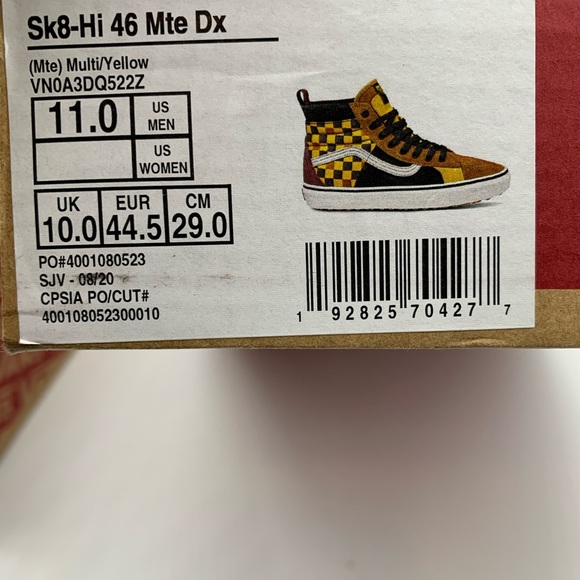 Sk8-Hi 46 Mte Dx
(Mte) Multi/Yellow
VN0A3DQ522Z
11.0 US MEN
US WOMEN
UK EUR CM
10.0 44.5 29.0
PO#4001080523
SJV - 08/20
CPSIA PO/CUT#
400108052300010
1 92825 70427 7